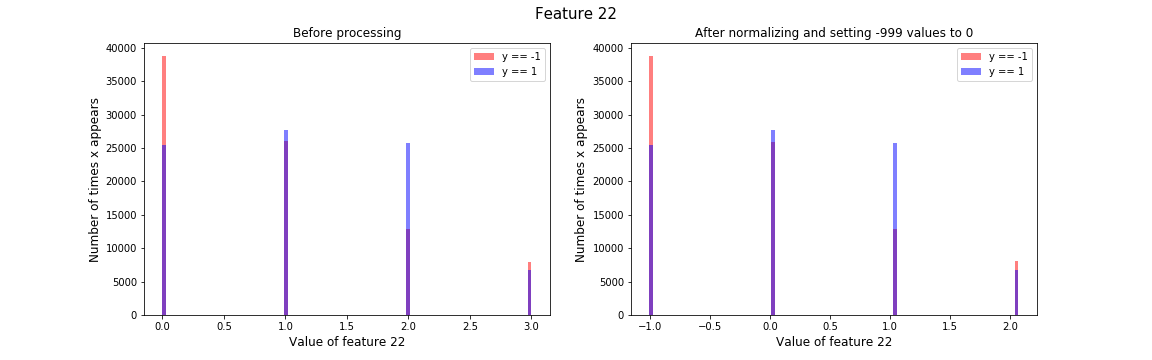 Feature 22
Before processing
Number of times x appears
40000
35000
30000
25000
20000
15000
10000
5000
0
0.0 0.5 1.0 1.5 2.0 2.5 3.0
Value of feature 22
y == -1
y == 1
After normalizing and setting -999 values to 0
Number of times x appears
40000
35000
30000
25000
20000
15000
10000
5000
0
−1.0 −0.5 0.0 0.5 1.0 1.5 2.0
Value of feature 22
y == -1
y == 1